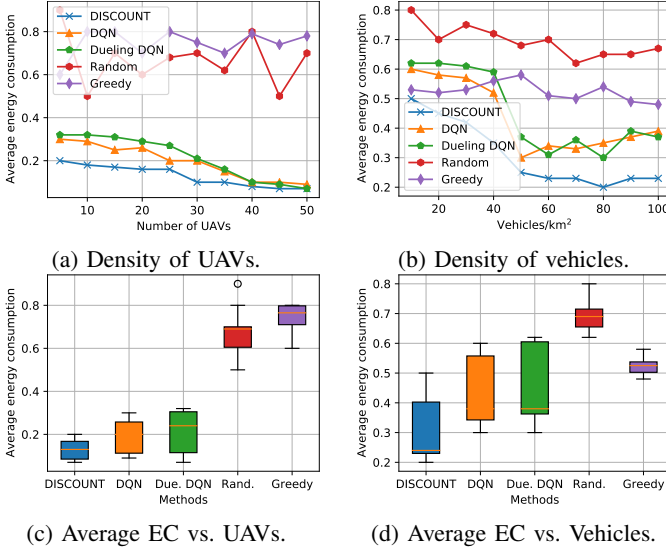 Average energy consumption
0.8
0.6
0.4
0.2
DISCOUNT
DQN
Dueling DQN
Random
Greedy
10 20 30 40 50
Number of UAVs
(a) Density of UAVs.
Average energy consumption
0.8
0.7
0.6
0.5
0.4
0.3
0.2
DISCOUNT
DQN
Dueling DQN
Random
Greedy
20 40 60 80 100
Vehicles/km²
(b) Density of vehicles.
Average energy consumption
0.8
0.6
0.4
0.2
DISCOUNT DQN Due. DQN Rand. Greedy
Methods
(c) Average EC vs. UAVs.
Average energy consumption
0.8
0.7
0.6
0.5
0.4
0.3
0.2
DISCOUNT DQN Due. DQN Rand. Greedy
Methods
(d) Average EC vs. Vehicles.